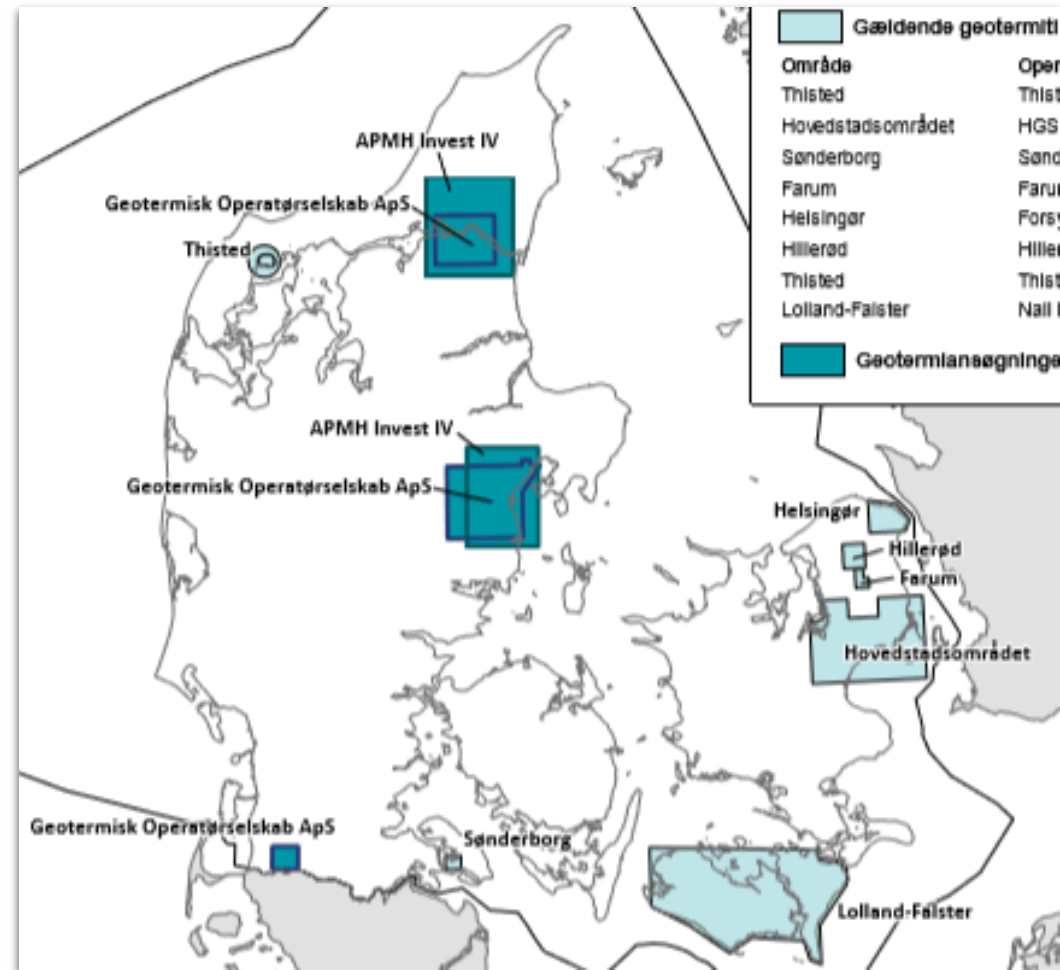 Gældende geotermiti
Område Oper
Thisted Thist
Hovedstadsområdet HGS
Sønderborg Sønd
Farum Farur
Helsingør Forsy
Hillerød Hiller
Thisted Thist
Lolland-Falster Nall
Geotermiansøgninge
APMH Invest IV
Geotermisk Operatørselskab ApS
Thisted
APMH Invest IV
Geotermisk Operatørselskab ApS
Helsingør
Hillerød
Farum
Hovedstadsområdet
Geotermisk Operatørselskab ApS
Sønderborg
Lolland-Falster